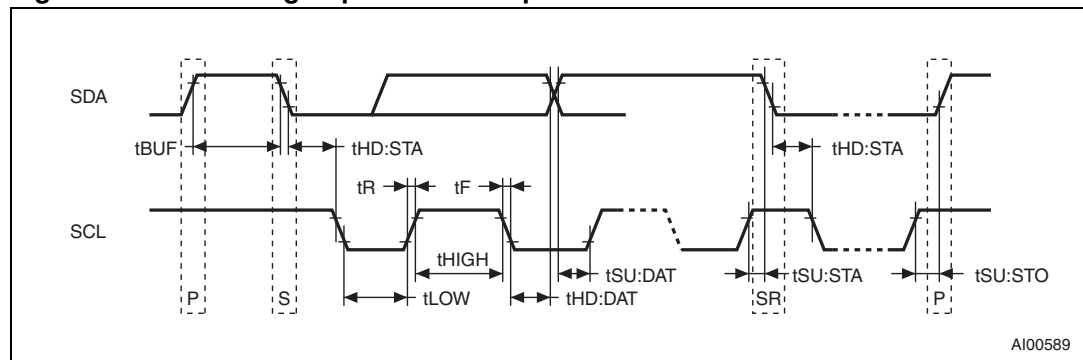 SDA
tBUF
tHD:STA
tHD:STA
tR
tF
SCL
tHIGH
tSU:DAT
tSU:STA
tSU:STO
P
S
tLOW
tHD:DAT
SR
P
AI00589